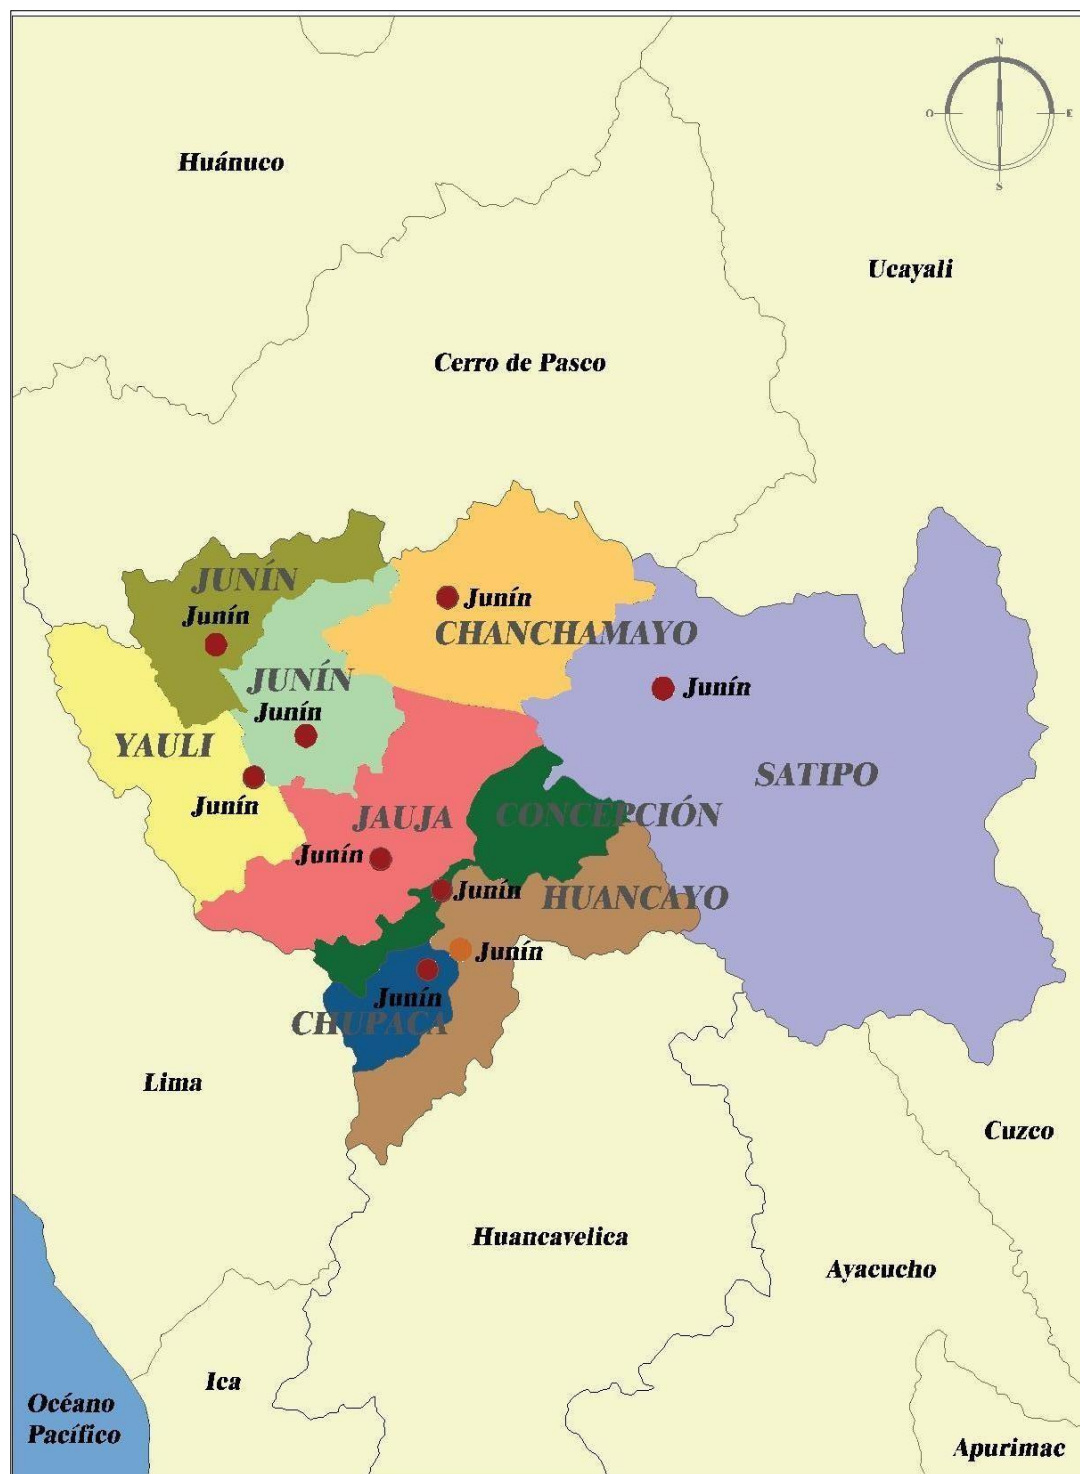 N
O
E
S
Huánuco
Ucayali
Cerro de Pasco
JUNÍN
Junín
Junín
CHANCHAMAYO
JUNÍN
Junín
Junín
YAULI
SATIPO
Junín
JAUJA
CONCEPCIÓN
Junín
Junín
HUANCAYO
Junín
Junín
CHUPACA
Lima
Cuzco
Huancavelica
Ayacucho
Ica
Océano
Pacífico
Apurimac